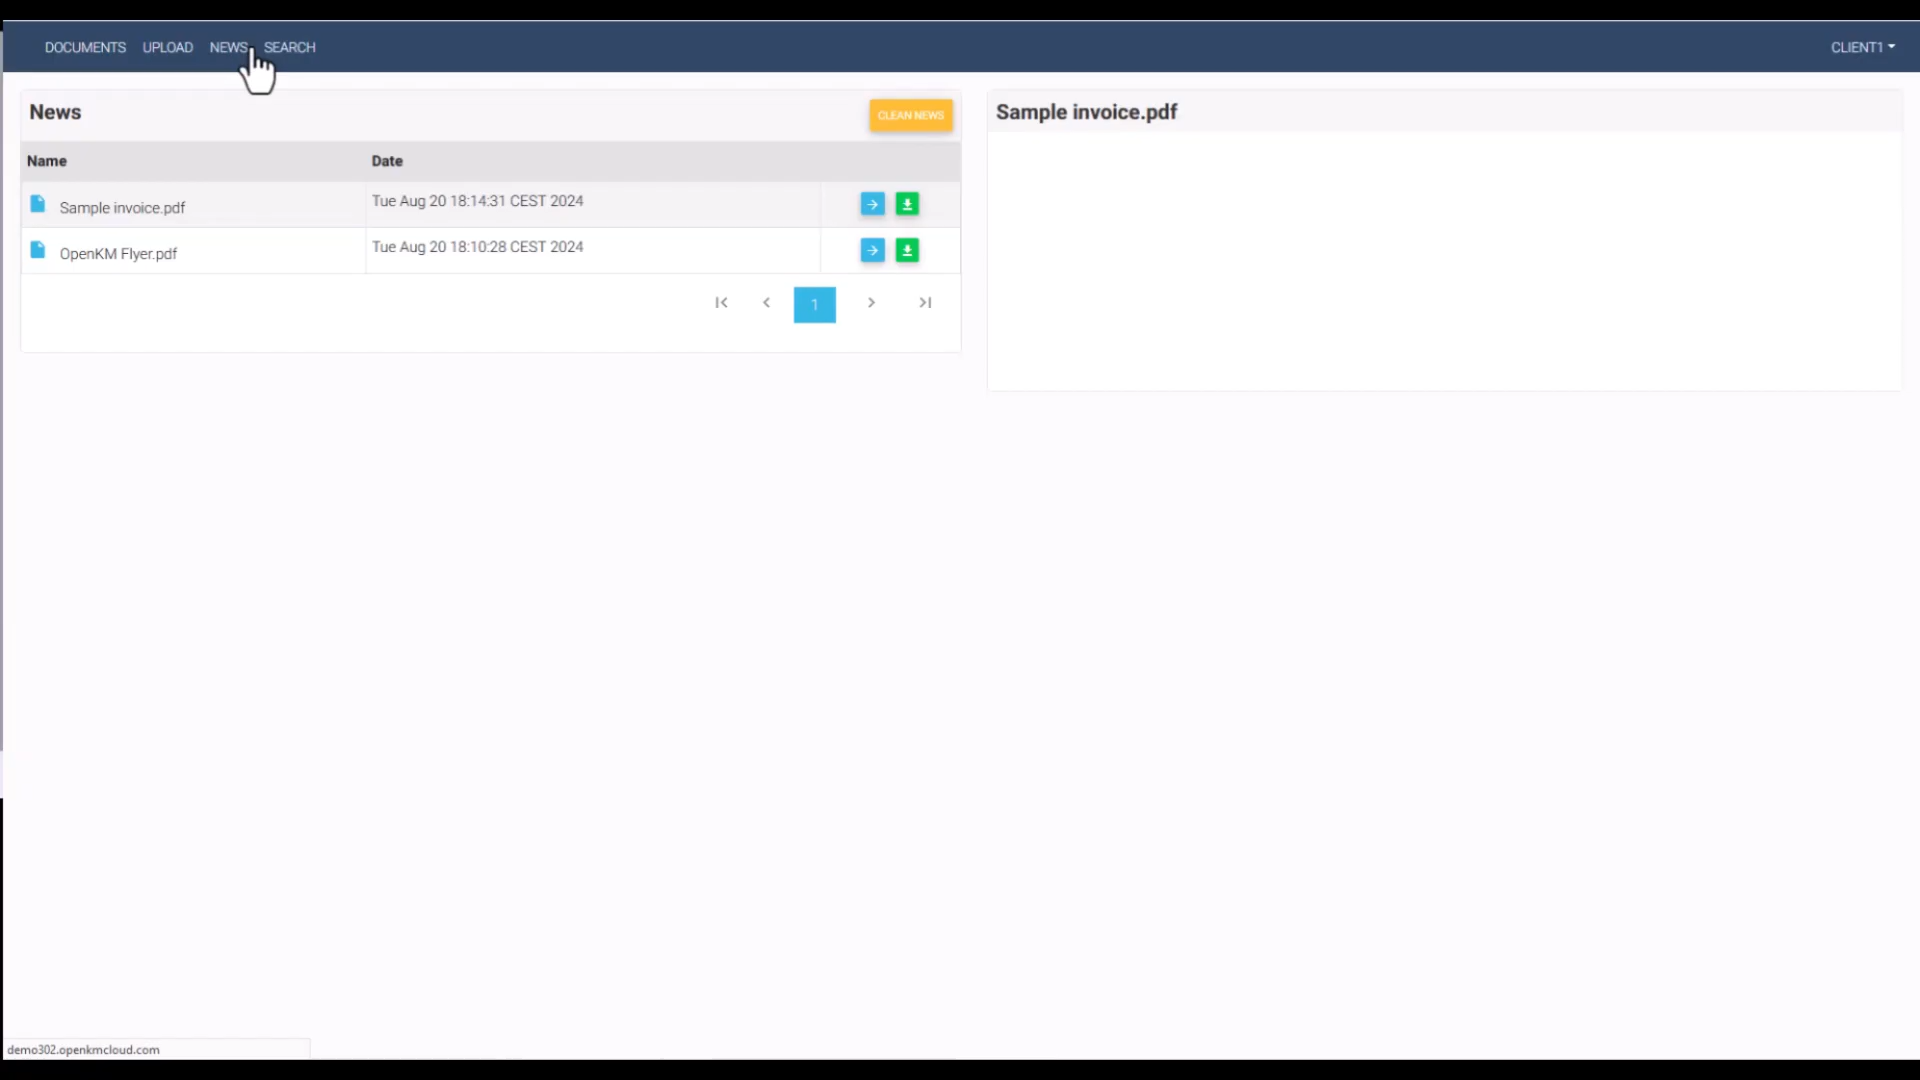 DOCUMENTS UPLOAD NEWS SEARCH CLIENT1
News CLEAN NEWS
Name Date
Sample invoice.pdf Tue Aug 20 18:14:31 CEST 2024
OpenKM Flyer.pdf Tue Aug 20 18:10:28 CEST 2024
1
Sample invoice.pdf
demo302.openkmcloud.com